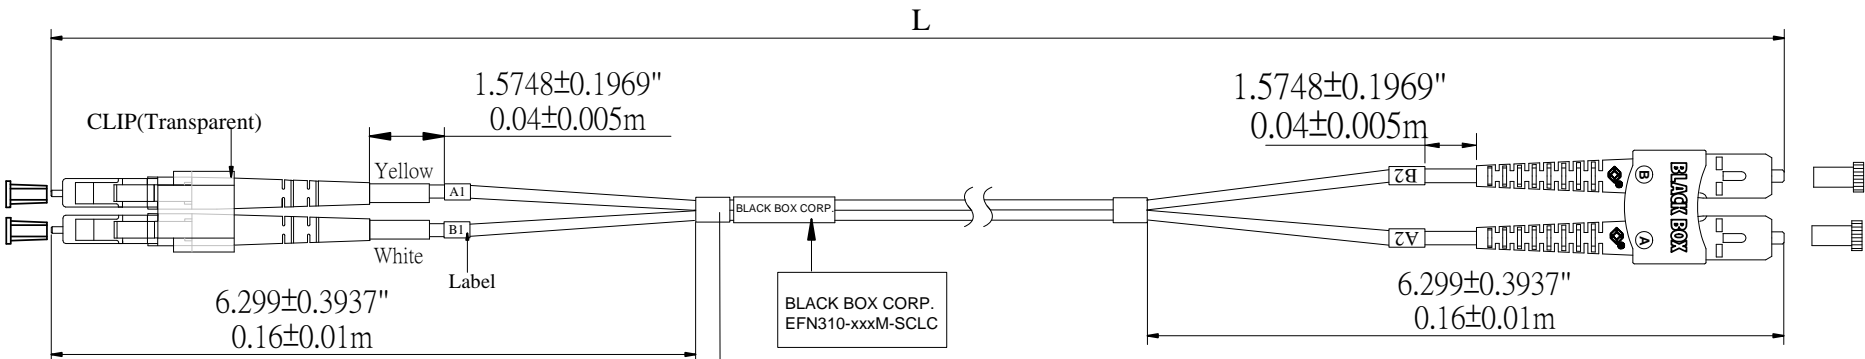 L
1.5748±0.1969"
0.04±0.005m
1.5748±0.1969"
0.04±0.005m
CLIP(Transparent)
Yellow
A1
B1
White
Label
BLACK BOX CORP.
B2
A2
B
A
BLACK BOX
6.299±0.3937"
0.16±0.01m
BLACK BOX CORP.
EFN310-xxxM-SCLC
6.299±0.3937"
0.16±0.01m